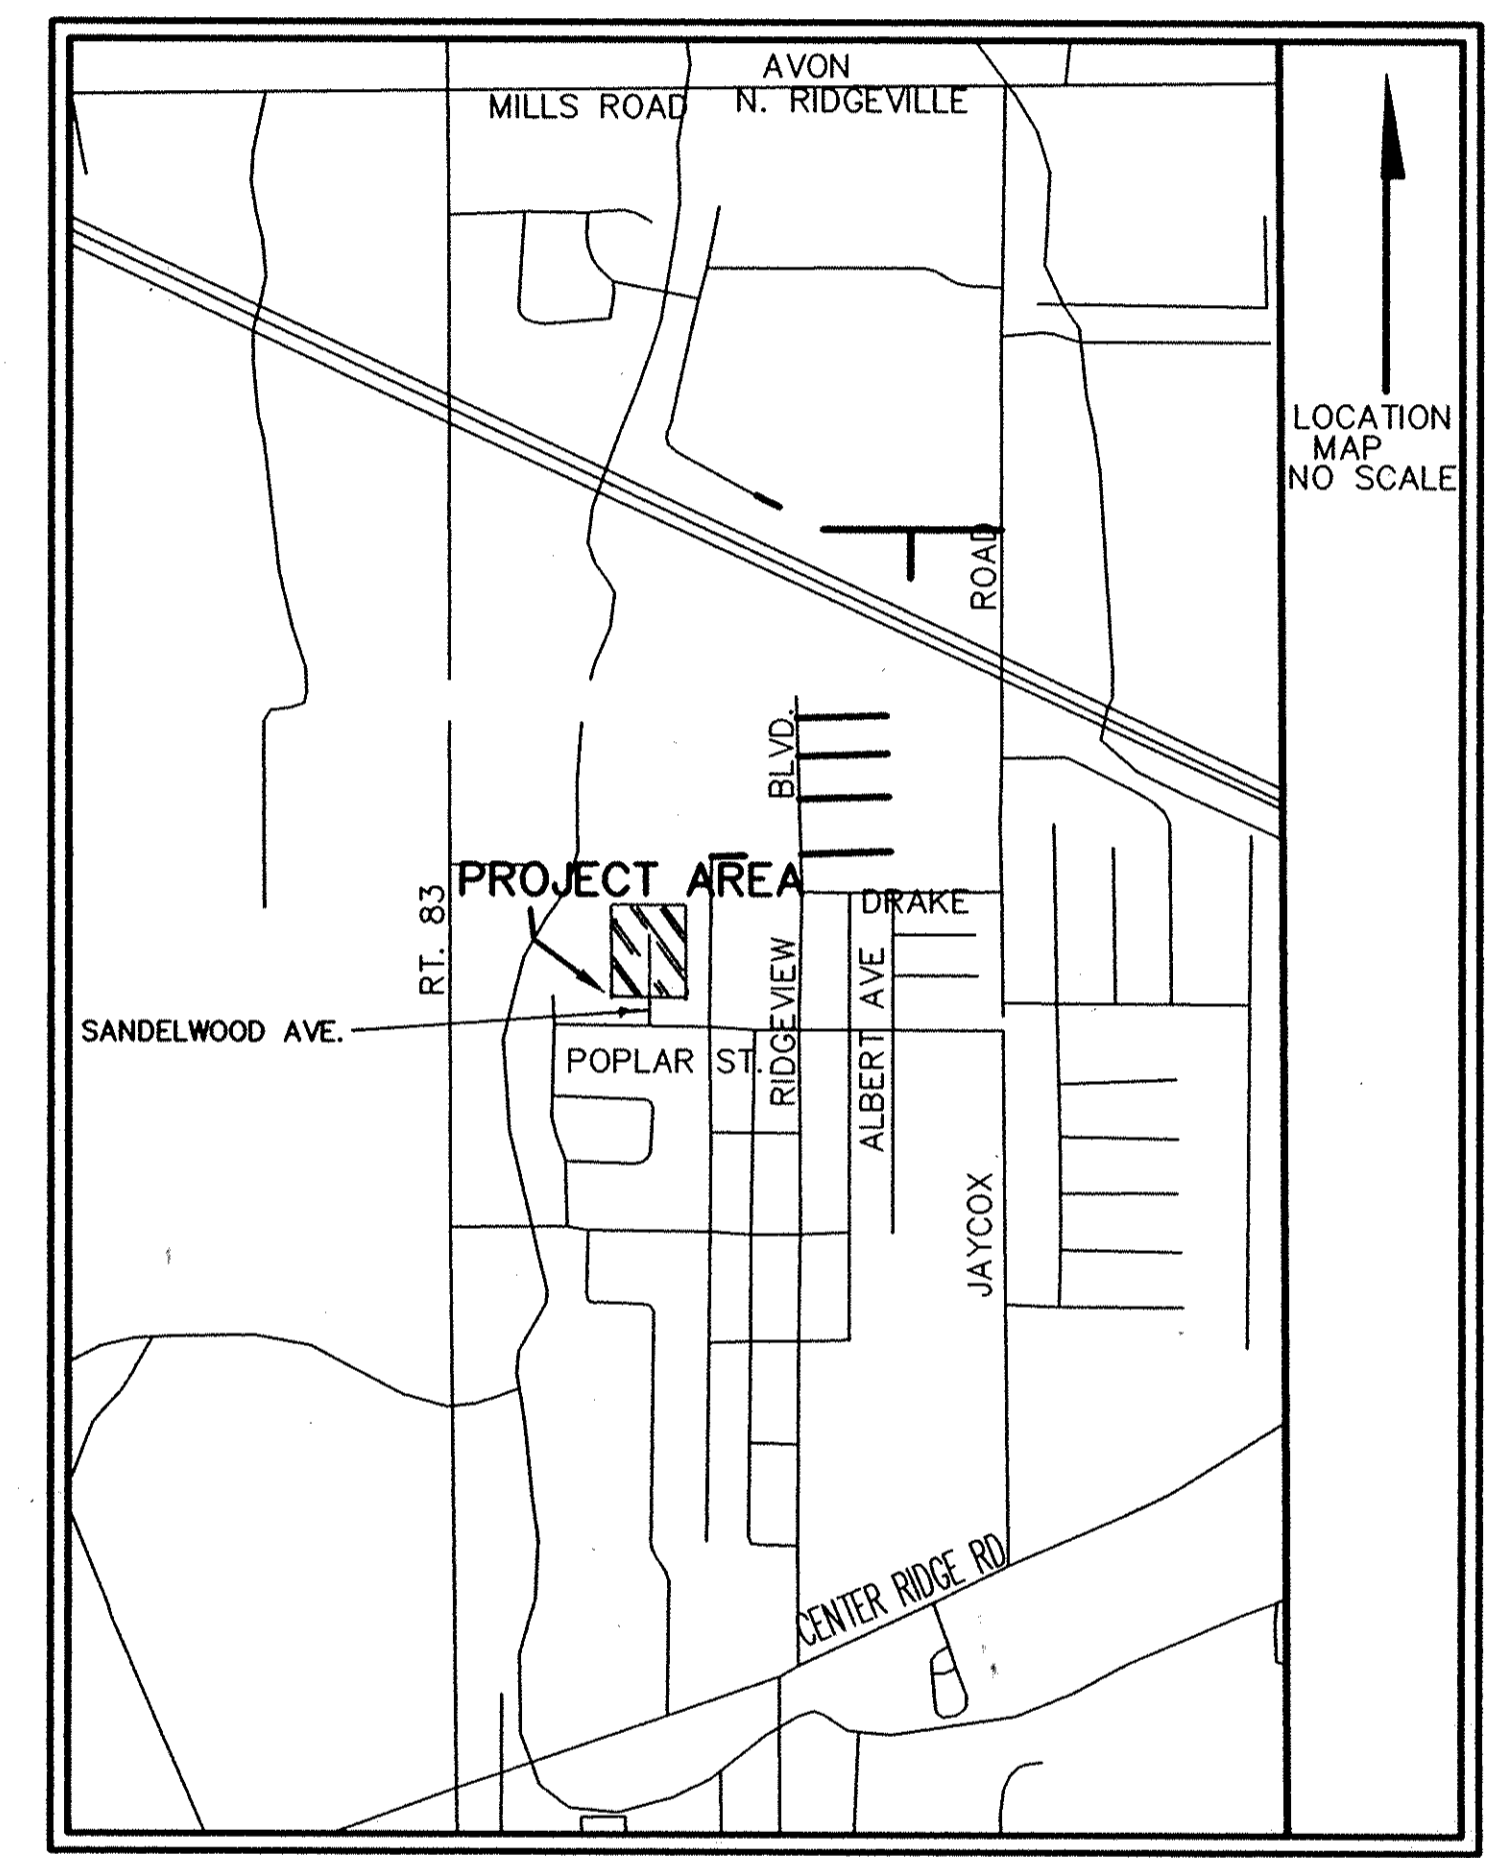 AVON
MILLS ROAD N. RIDGEVILLE
LOCATION
MAP
NO SCALE
ROAD
BLVD.
PROJECT AREA
DRAKE
RT. 83
RIDGEVIEW
ALBERT AVE
SANDELWOOD AVE.
POPLAR ST.
JAYCOX
CENTER RIDGE RD